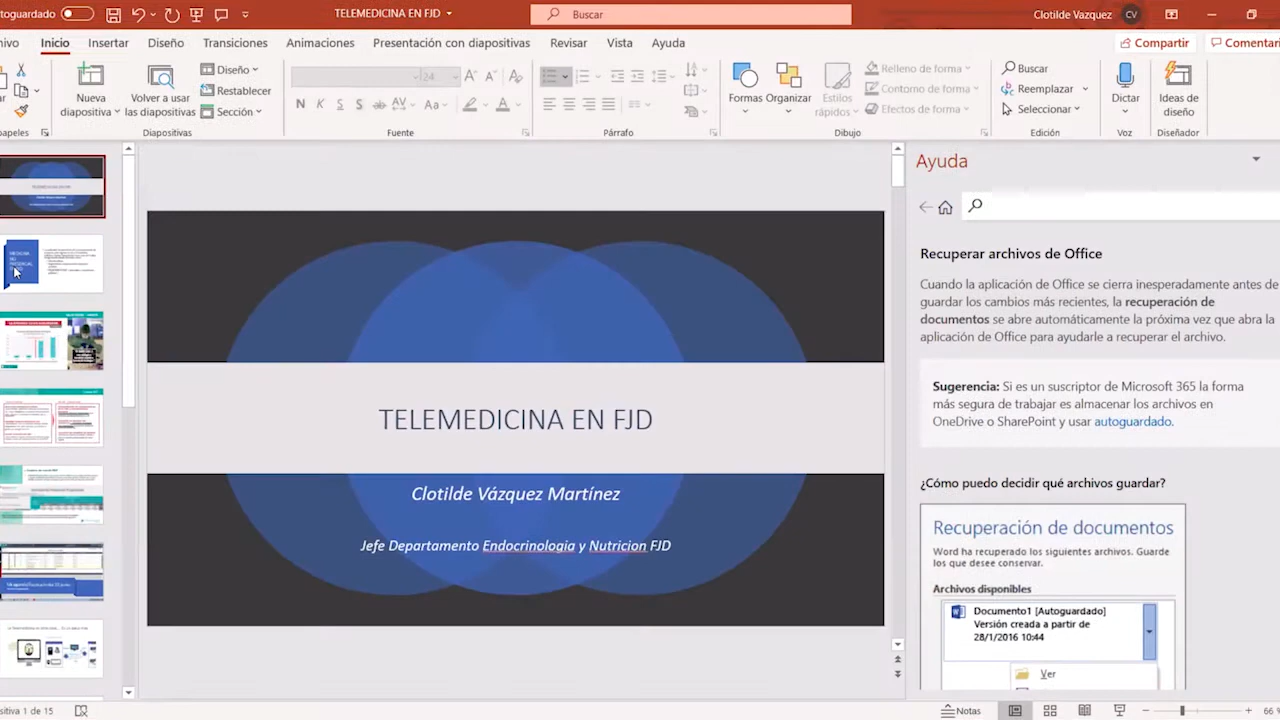 toguardado
TELEMEDICINA EN FJD
Buscar
Clotilde Vazquez
CV
Inicio
Insertar
Diseño
Transiciones
Animaciones
Presentación con diapositivas
Revisar
Vista
Ayuda
Compartir
Comentar
Nueva
diapositiva
Volver a usar
las diapositivas
Diseño
Restablecer
Sección
24
N
S
ab
AV
Aa
A
Formas
Organizar
Estilos
rápidos
Relleno de forma
Contorno de forma
Efectos de forma
Buscar
Reemplazar
Seleccionar
Dictar
Ideas de
diseño
apeles
Diapositivas
Fuente
Párrafo
Dibujo
Edición
Voz
Diseñador
TELEMEDICINA EN FJD
Clotilde Vázquez Martínez
Jefe Departamento Endocrinologia y Nutricion FJD
Ayuda
Recuperar archivos de Office
Cuando la aplicación de Office se cierra inesperadamente antes de
guardar los cambios más recientes, la recuperación de
documentos se abre automáticamente la próxima vez que abra la
aplicación de Office para ayudarle a recuperar el archivo.
Sugerencia: Si es un suscriptor de Microsoft 365 la forma
más segura de trabajar es almacenar los archivos en
OneDrive o SharePoint y usar autoguardado.
¿Cómo puedo decidir qué archivos guardar?
Recuperación de documentos
Word ha recuperado los siguientes archivos. Guarde
los que desee conservar.
Archivos disponibles
Documento1 [Autoguardado]
Versión creada a partir de
28/1/2016 10:44
Ver
sitiva 1 de 15
Notas
66 %